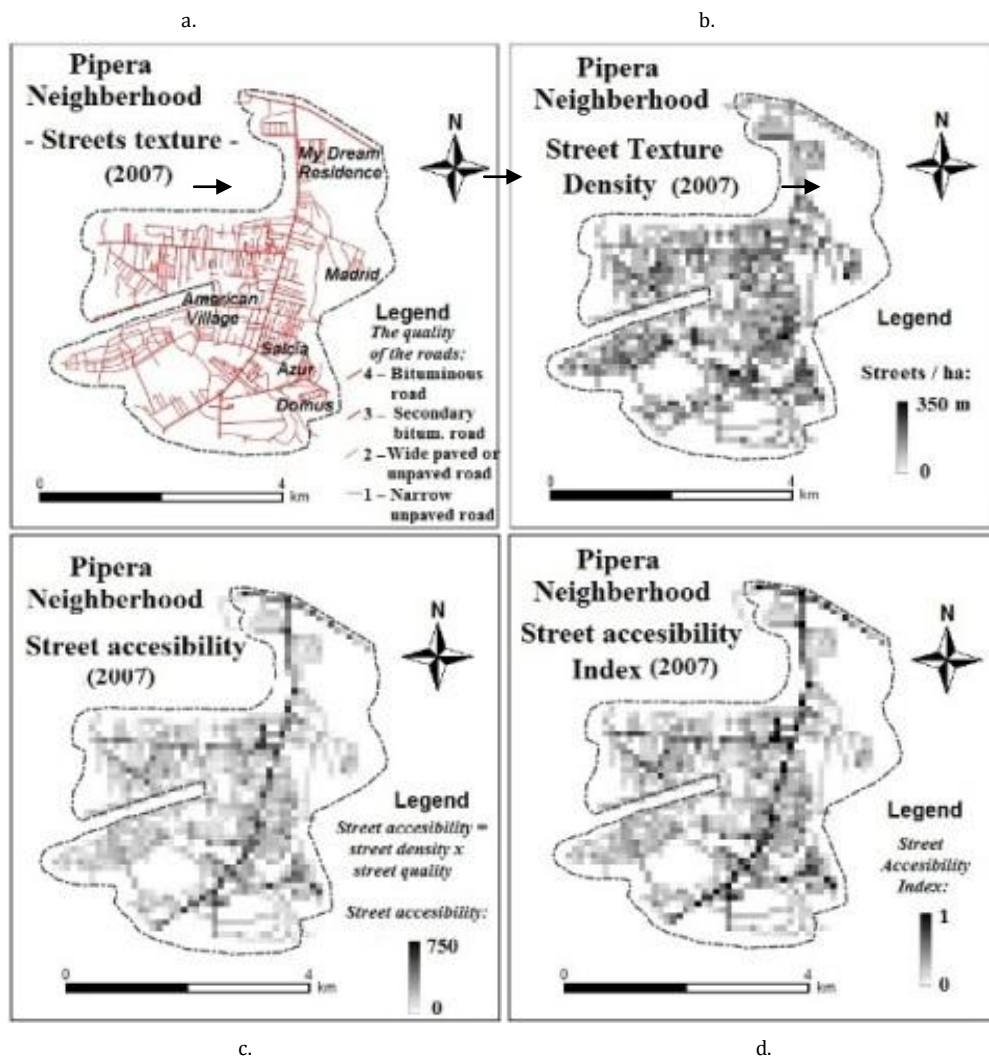 a.
b.
Pipera
Neighberhood
- Streets texture -
(2007)
N
My Dream
Residence
Madrid
American
Village
Salcia
Azur
Domus
Legend
The quality
of the roads:
4 – Bituminous
road
3 – Secondary
bitum. road
2 – Wide paved or
unpaved road
1 – Narrow
unpaved road
0
4
km
Pipera
Neighberhood
Street Texture
Density (2007)
N
Legend
Streets / ha:
350 m
0
0
4
km
Pipera
Neighberhood
Street accesibility
(2007)
N
Legend
Street accesibility =
street density x
street quality
Street accesibility:
750
0
0
4
km
Pipera
Neighberhood
Street accesibility
Index (2007)
N
Legend
Street
Accesibility
Index:
1
0
0
4
km
c.
d.